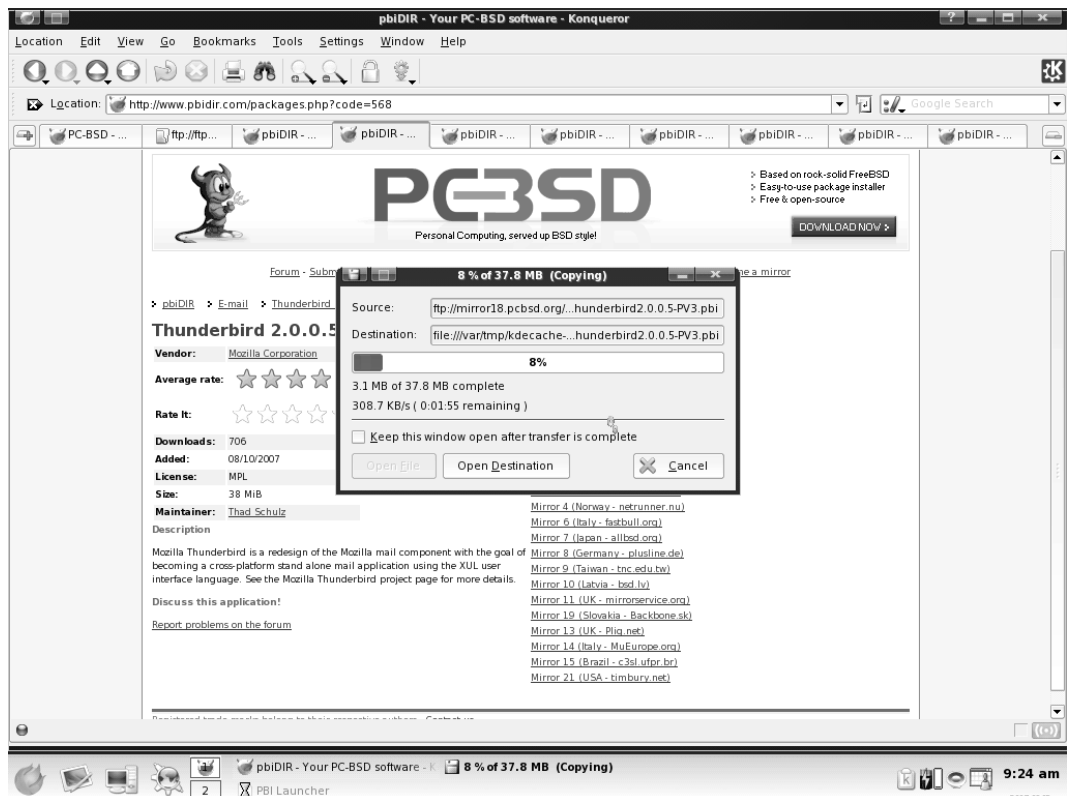 pbiDIR - Your PC-BSD software - Konqueror
Location Edit View Go Bookmarks Tools Settings Window Help
Location: http://www.pbidir.com/packages.php?code=568
Google Search
PC-BSD - ... ftp://ftp... pbiDIR - ... pbiDIR - ... pbiDIR - ... pbiDIR - ... pbiDIR - ... pbiDIR - ... pbiDIR - ... pbiDIR - ...
PCBSD
Personal Computing, served up BSD style!
Based on rock-solid FreeBSD
Easy-to-use package installer
Free & open-source
DOWNLOAD NOW
Forum - Subm
me a mirror
pbiDIR E-mail Thunderbird
Thunderbird 2.0.0.5
Vendor: Mozilla Corporation
Average rate:
Rate It:
Downloads: 706
Added: 08/10/2007
License: MPL
Size: 38 MiB
Maintainer: Thad Schulz
Description
Mozilla Thunderbird is a redesign of the Mozilla mail component with the goal of
becoming a cross-platform stand alone mail application using the XUL user
interface language. See the Mozilla Thunderbird project page for more details.
Discuss this application!
Report problems on the forum
8 % of 37.8 MB (Copying)
Source: ftp://mirror18.pcbsd.org/...hunderbird2.0.0.5-PV3.pbi
Destination: file:///var/tmp/kdecache-...hunderbird2.0.0.5-PV3.pbi
8%
3.1 MB of 37.8 MB complete
308.7 KB/s ( 0:01:55 remaining )
Keep this window open after transfer is complete
Open File Open Destination Cancel
Mirror 4 (Norway - netrunner.nu)
Mirror 6 (Italy - fastbull.org)
Mirror 7 (Japan - allbsd.org)
Mirror 8 (Germany - plusline.de)
Mirror 9 (Taiwan - tnc.edu.tw)
Mirror 10 (Latvia - bsd.lv)
Mirror 11 (UK - mirrorservice.org)
Mirror 19 (Slovakia - Backbone.sk)
Mirror 13 (UK - Plig.net)
Mirror 14 (Italy - MuEurope.org)
Mirror 15 (Brazil - c3sl.ufpr.br)
Mirror 21 (USA - timbury.net)
Registered trade marks belong to their respective authors - Contact us
2
pbiDIR - Your PC-BSD software - K
8 % of 37.8 MB (Copying)
PBI Launcher
9:24 am